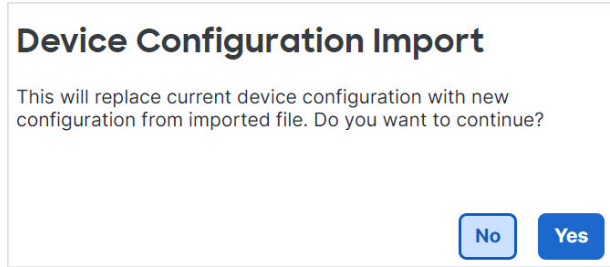 Device Configuration Import
This will replace current device configuration with new
configuration from imported file. Do you want to continue?
No
Yes